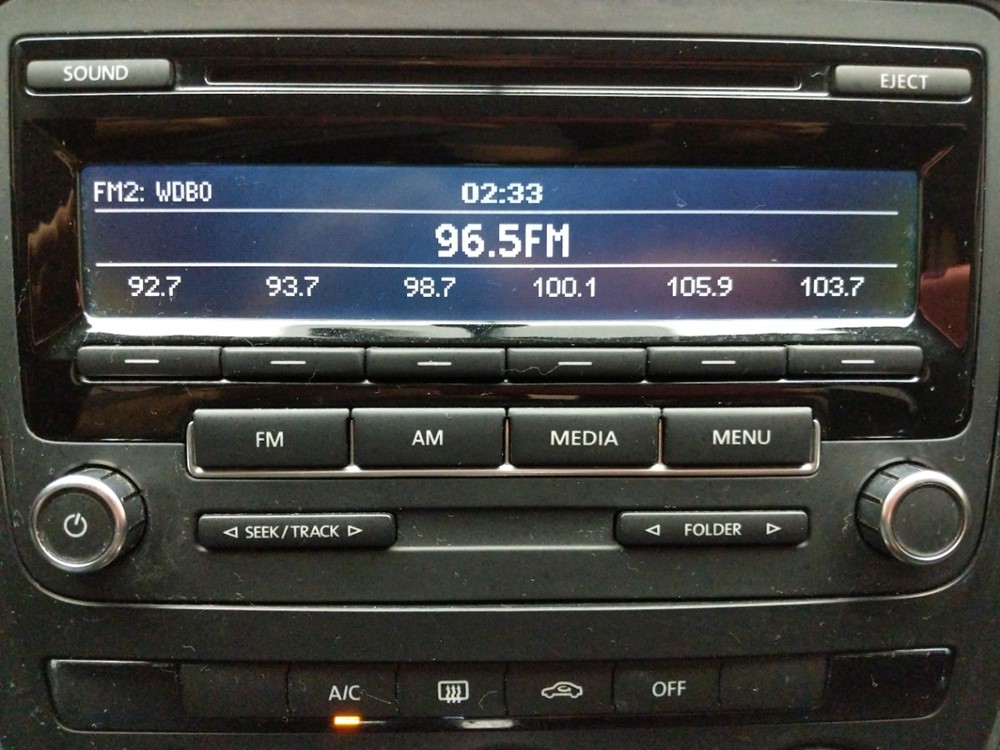 SOUND EJECT
FM2: WDBO 02:33
96.5FM
92.7 93.7 98.7 100.1 105.9 103.7
FM AM MEDIA MENU
SEEK/TRACK FOLDER
A/C OFF